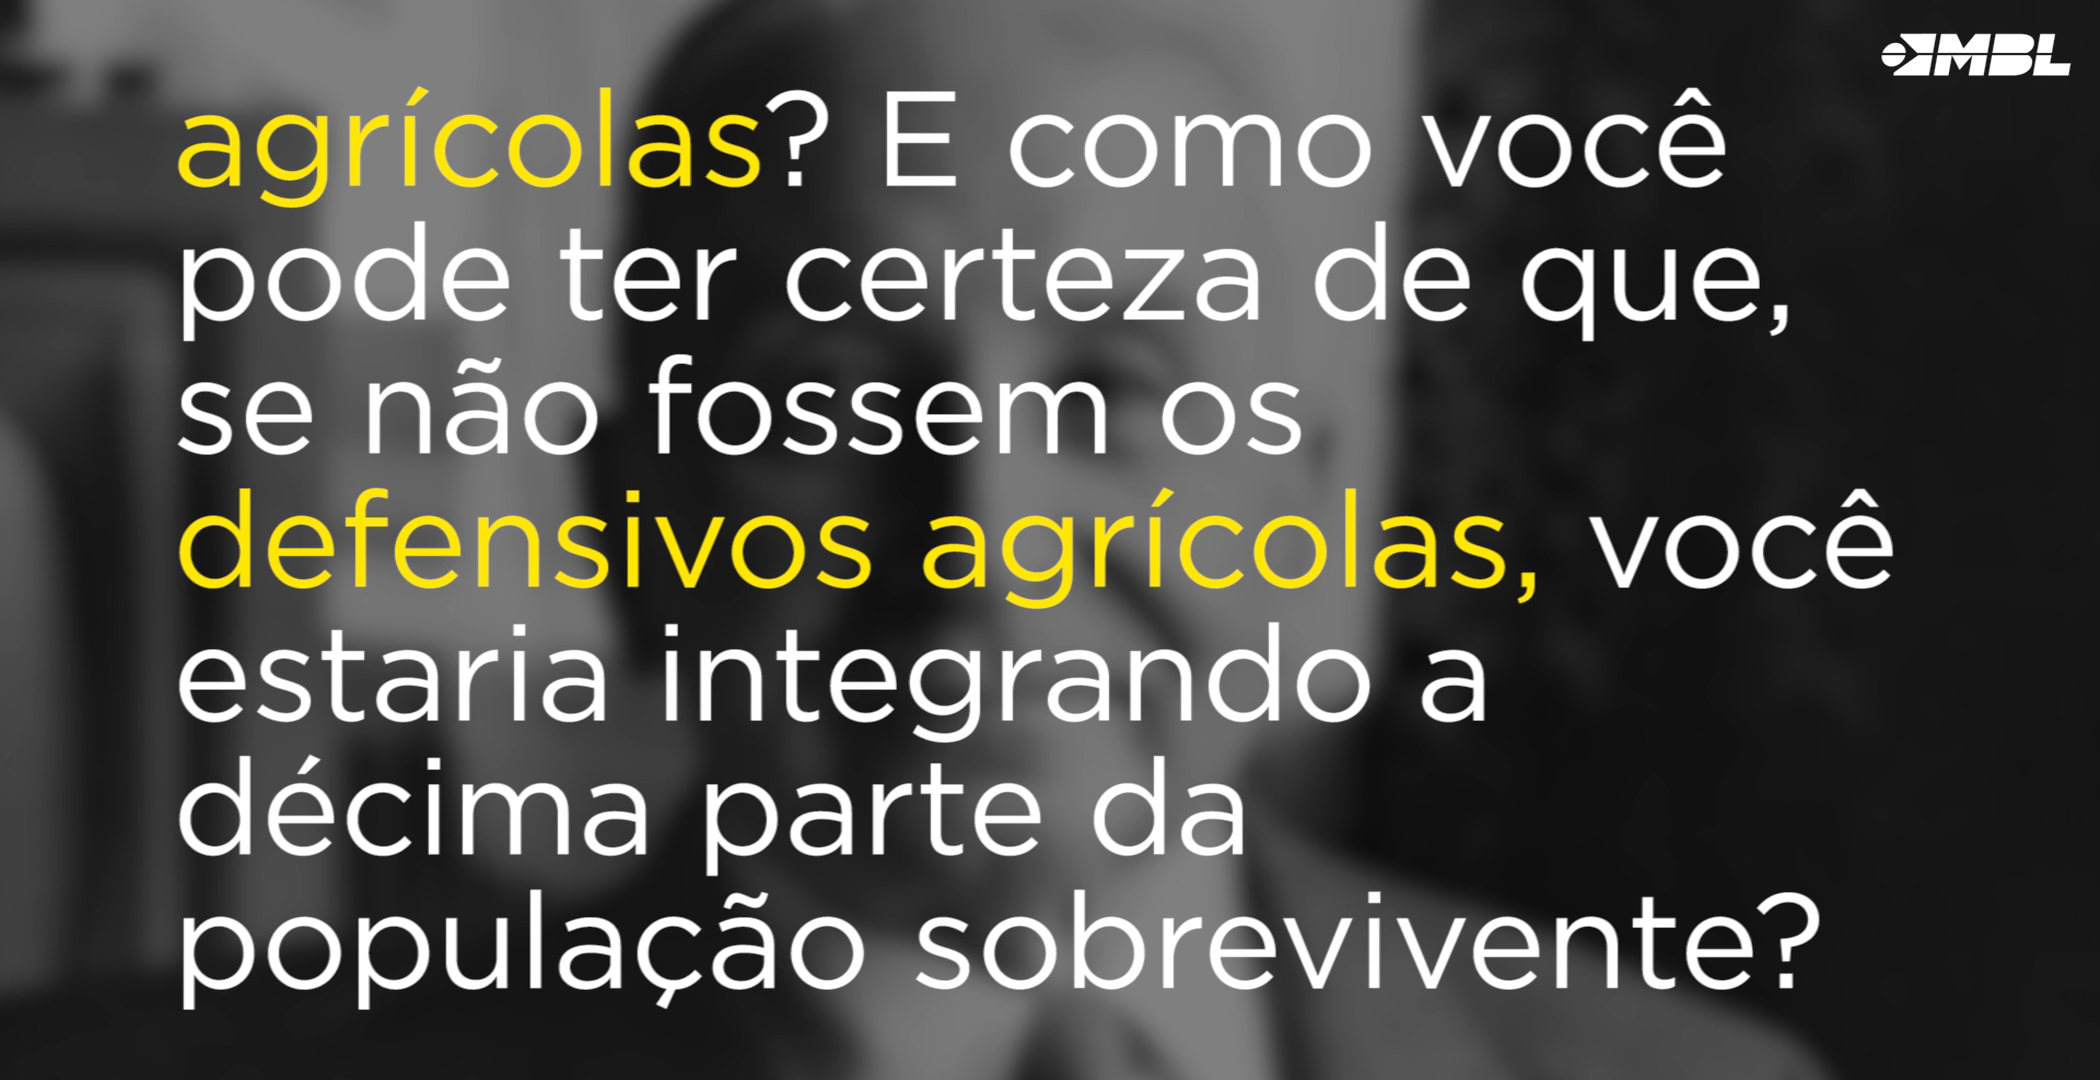 MBL
agrícolas? E como você
pode ter certeza de que,
se não fossem os
defensivos agrícolas, você
estaria integrando a
décima parte da
população sobrevivente?